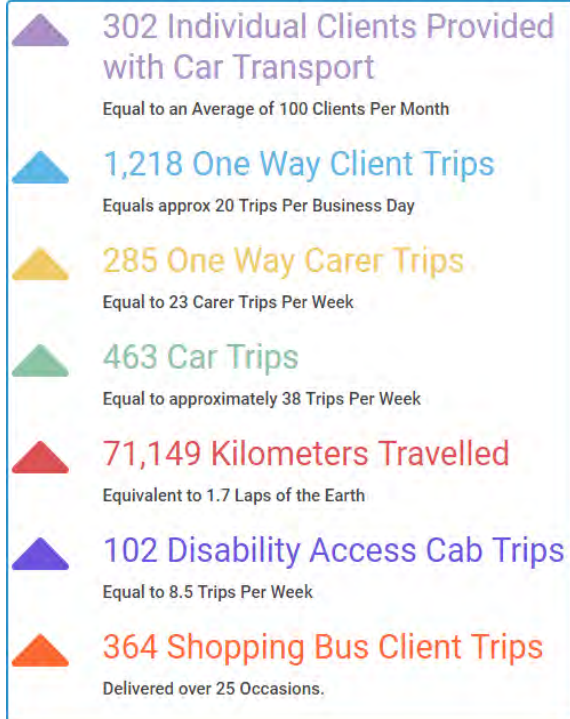 302 Individual Clients Provided
with Car Transport
Equal to an Average of 100 Clients Per Month
1,218 One Way Client Trips
Equals approx 20 Trips Per Business Day
285 One Way Carer Trips
Equal to 23 Carer Trips Per Week
463 Car Trips
Equal to approximately 38 Trips Per Week
71,149 Kilometers Travelled
Equivalent to 1.7 Laps of the Earth
102 Disability Access Cab Trips
Equal to 8.5 Trips Per Week
364 Shopping Bus Client Trips
Delivered over 25 Occasions.